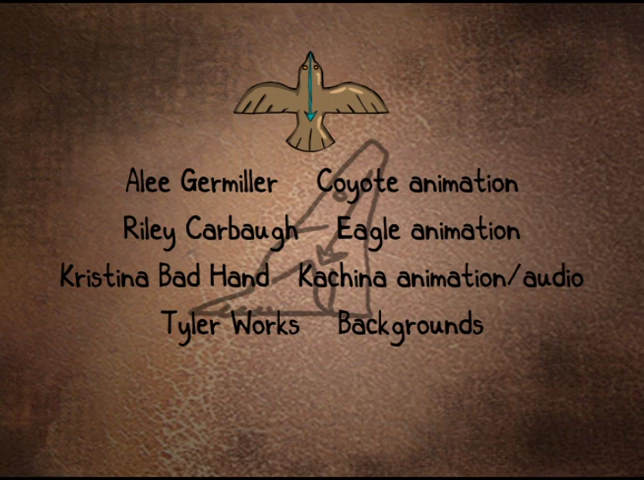 Alee Germiller Coyote animation
Riley Carbaugh Eagle animation
Kristina Bad Hand Kachina animation/audio
Tyler Works Backgrounds